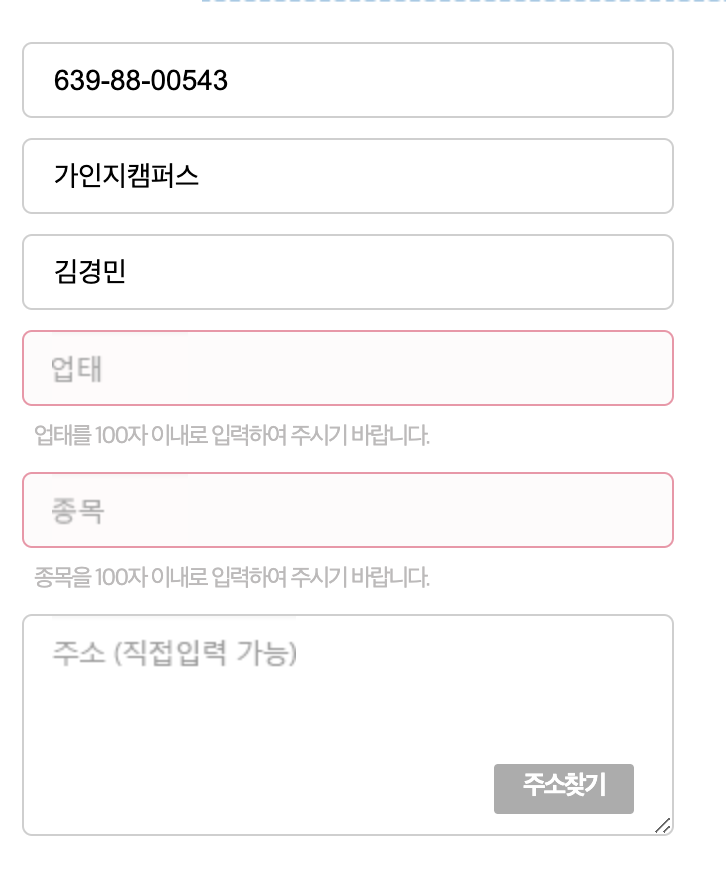 639-88-00543
가인지캠퍼스
김경민
업태
업태를 100자 이내로 입력하여 주시기 바랍니다.
종목
종목을 100자 이내로 입력하여 주시기 바랍니다.
주소 (직접입력 가능)
주소찾기